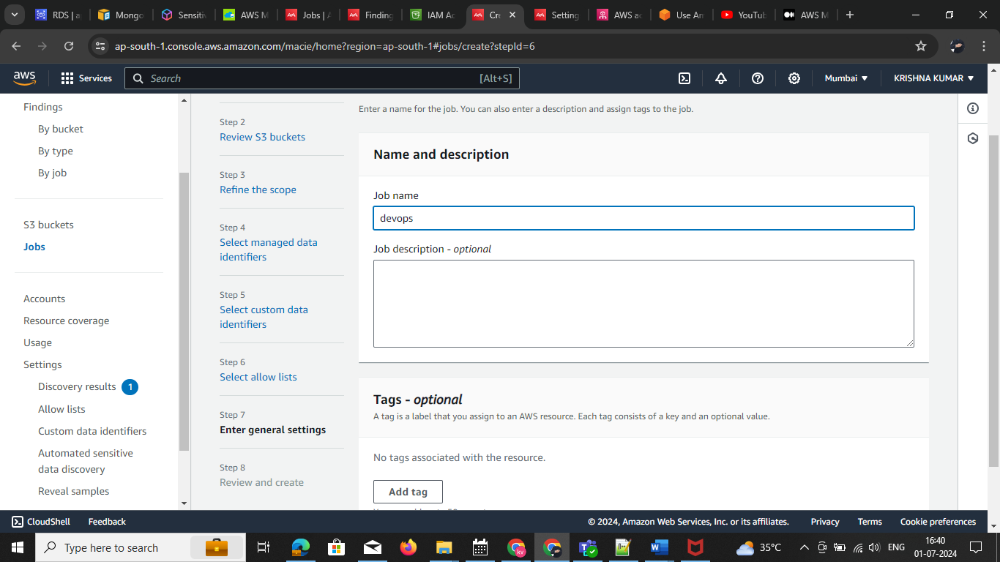 RDS | a
Mongo
Sensitiv
AWS M
Jobs | A
Finding
IAM Ac
Cre
Setting
AWS ac
Use Am
YouTub
AWS M
ap-south-1.console.aws.amazon.com/macie/home?region=ap-south-1#jobs/create?stepId=6
aws
Services
Search
[Alt+S]
Mumbai
KRISHNA KUMAR
Findings
By bucket
By type
By job
S3 buckets
Jobs
Accounts
Resource coverage
Usage
Settings
Discovery results 1
Allow lists
Custom data identifiers
Automated sensitive
data discovery
Reveal samples
Step 2
Review S3 buckets
Step 3
Refine the scope
Step 4
Select managed data
identifiers
Step 5
Select custom data
identifiers
Step 6
Select allow lists
Step 7
Enter general settings
Step 8
Review and create
Enter a name for the job. You can also enter a description and assign tags to the job.
Name and description
Job name
devops
Job description - optional
Tags - optional
A tag is a label that you assign to an AWS resource. Each tag consists of a key and an optional value.
No tags associated with the resource.
Add tag
CloudShell
Feedback
© 2024, Amazon Web Services, Inc. or its affiliates.
Privacy
Terms
Cookie preferences
Type here to search
kv
35°C
ENG
16:40
01-07-2024